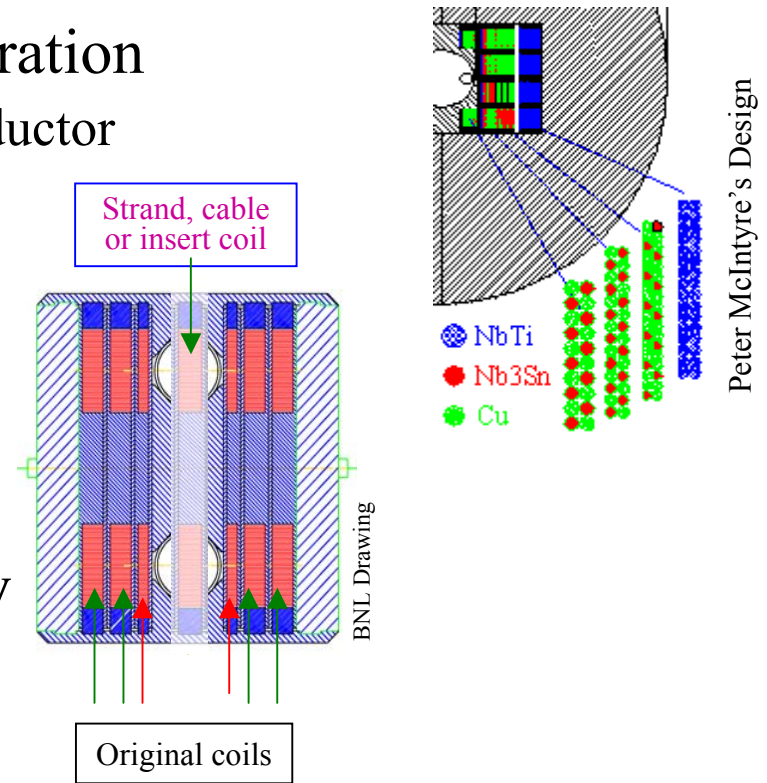 ration
ductor
Strand, cable
or insert coil
NbTi
Nb3Sn
Cu
Peter McIntyre's Design
y
BNL Drawing
Original coils